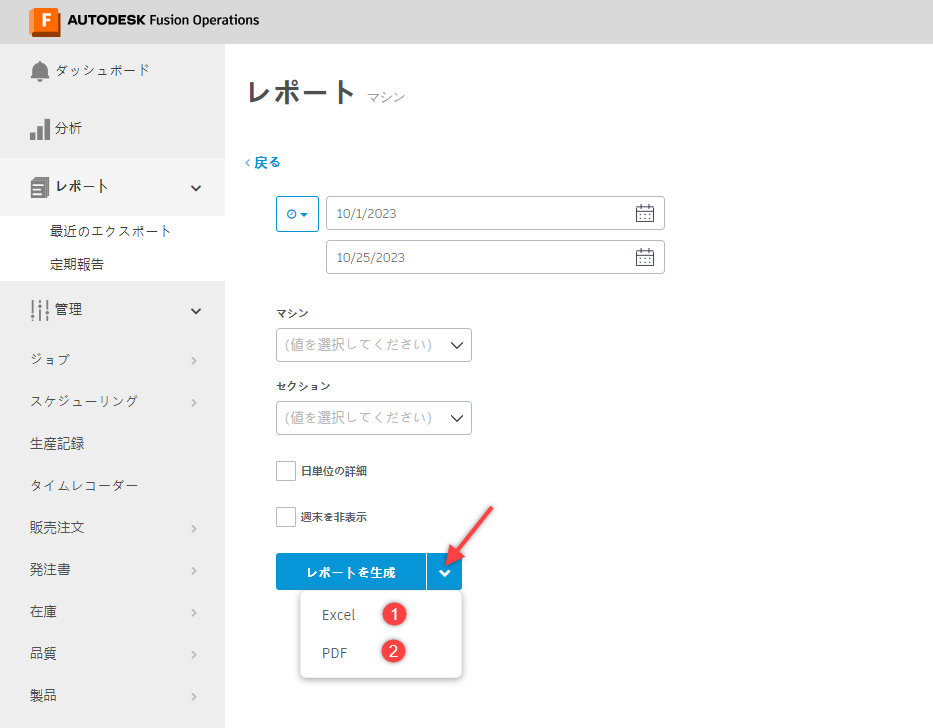 AUTODESK Fusion Operations
ダッシュボード
分析
レポート
最近のエクスポート
定期報告
管理
ジョブ
スケジューリング
生産記録
タイムレコーダー
販売注文
発注書
在庫
品質
製品
レポート マシン
戻る
10/1/2023
10/25/2023
マシン
(値を選択してください)
セクション
(値を選択してください)
日単位の詳細
週末を非表示
レポートを生成
Excel 1
PDF 2